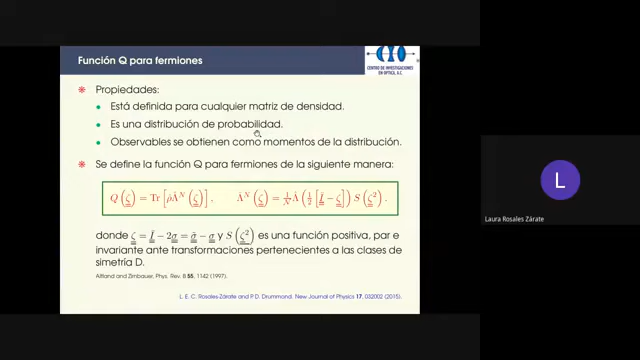 Función Q para fermiones
CENTRO DE INVESTIGACIONES
EN OPTICA, A.C.
Propiedades:
Está definida para cualquier matriz de densidad.
Es una distribución de probabilidad.
Observables se obtienen como momentos de la distribución.
Se define la función Q para fermiones de la siguiente manera:
Q(ζ) = Tr[ρ̂Λ̂ᴺ(ζ)], Λ̂ᴺ(ζ) = 1/N Λ̂(1/2[I − ζ]) S(ζ²).
donde ζ = I − 2σ = σ̃ − σ y S(ζ²) es una función positiva, par e
invariante ante transformaciones pertenecientes a las clases de
simetría D.
Altland and Zirnbauer, Phys. Rev. B 55, 1142 (1997).
L. E. C. Rosales-Zárate and P.D. Drummond. New Journal of Physics 17, 032002 (2015).
L
Laura Rosales Zárate